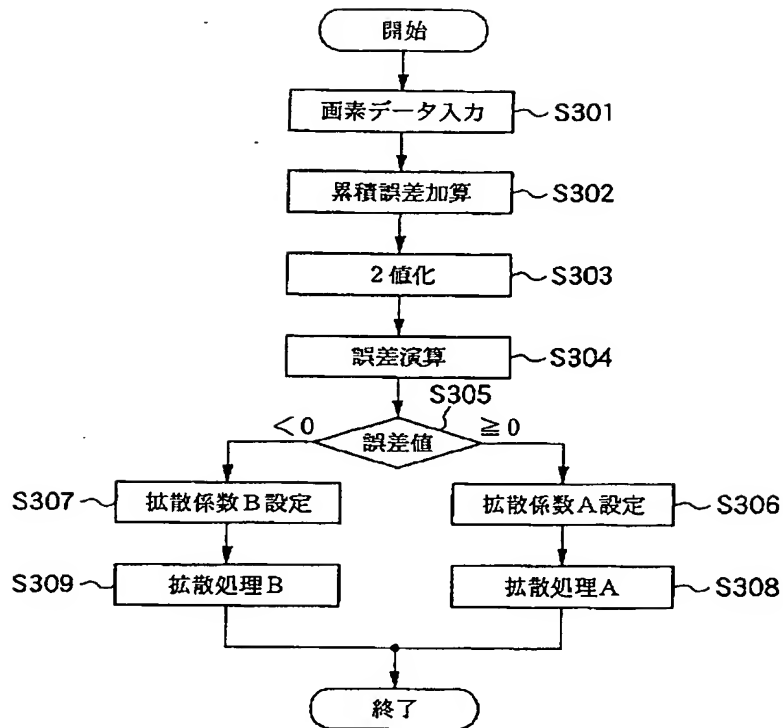 開始
画素データ入力 S301
累積誤差加算 S302
2値化 S303
誤差演算 S304
S305
<0 誤差値 ≧0
S307 拡散係数B設定 拡散係数A設定 S306
S309 拡散処理B 拡散処理A S308
終了